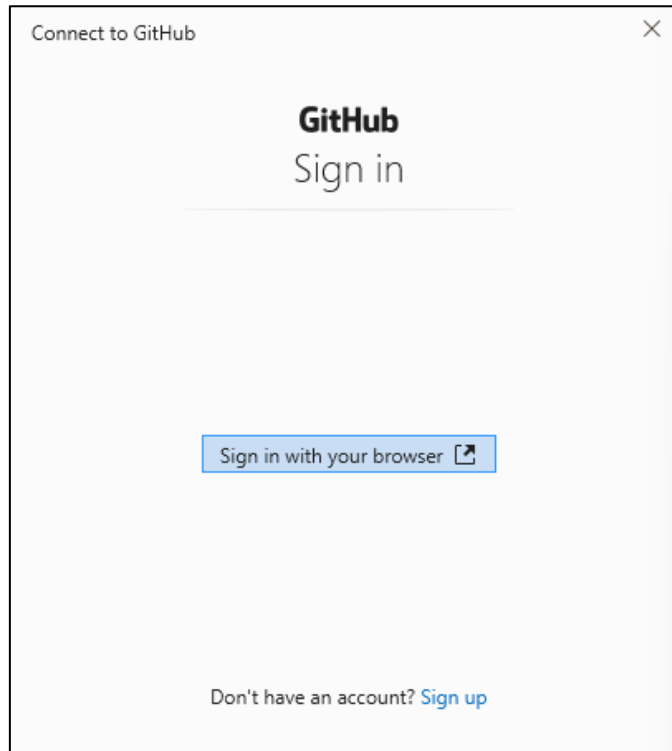 Connect to GitHub
GitHub
Sign in
Sign in with your browser
Don't have an account? Sign up